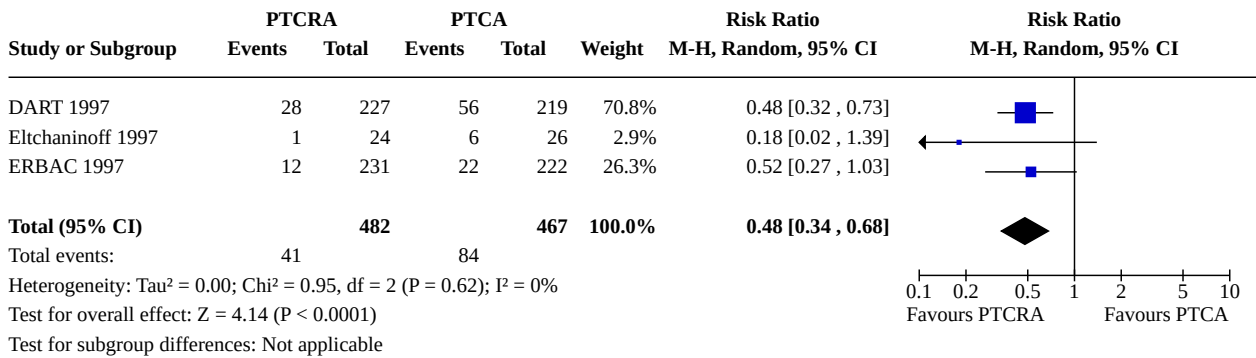 PTCRA PTCA Risk Ratio Risk Ratio
Study or Subgroup Events Total Events Total Weight M-H, Random, 95% CI M-H, Random, 95% CI
DART 1997 28 227 56 219 70.8% 0.48 [0.32 , 0.73]
Eltchaninoff 1997 1 24 6 26 2.9% 0.18 [0.02 , 1.39]
ERBAC 1997 12 231 22 222 26.3% 0.52 [0.27 , 1.03]
Total (95% CI) 482 467 100.0% 0.48 [0.34 , 0.68]
Total events: 41 84
Heterogeneity: Tau² = 0.00; Chi² = 0.95, df = 2 (P = 0.62); I² = 0%
0.1 0.2 0.5 1 2 5 10
Test for overall effect: Z = 4.14 (P < 0.0001) Favours PTCRA Favours PTCA
Test for subgroup differences: Not applicable